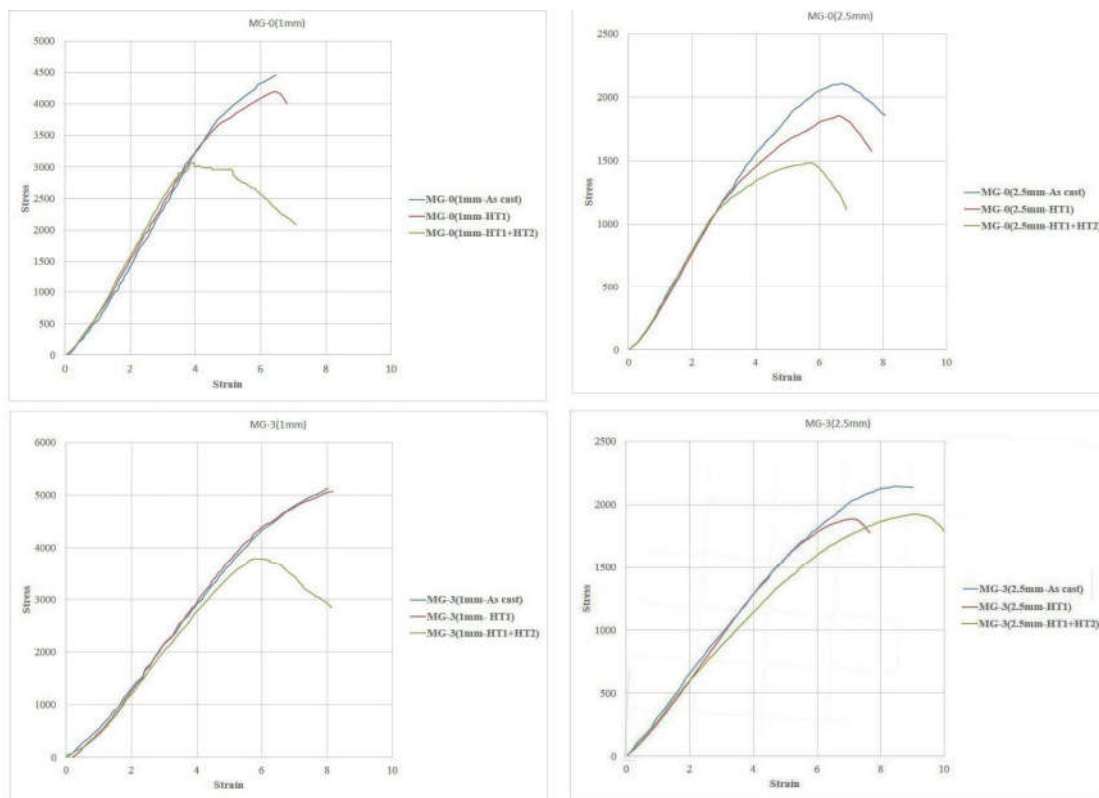 MG-0(1mm)
5000
4500
4000
3500
3000
2500
2000
1500
1000
500
0
0 2 4 6 8 10
Stress
Strain
MG-0(1mm-As cast)
MG-0(1mm-HT1)
MG-0(1mm-HT1+HT2)
MG-0(2.5mm)
2500
2000
1500
1000
500
0
0 2 4 6 8 10
Stress
Strain
MG-0(2.5mm-As cast)
MG-0(2.5mm-HT1)
MG-0(2.5mm-HT1+HT2)
MG-3(1mm)
6000
5000
4000
3000
2000
1000
0
0 2 4 6 8 10
Stress
Strain
MG-3(1mm-As cast)
MG-3(1mm- HT1)
MG-3(1mm-HT1+HT2)
MG-3(2.5mm)
2500
2000
1500
1000
500
0
0 2 4 6 8 10
Stress
Strain
MG-3(2.5mm-As cast)
MG-3(2.5mm-HT1)
MG-3(2.5mm-HT1+HT2)